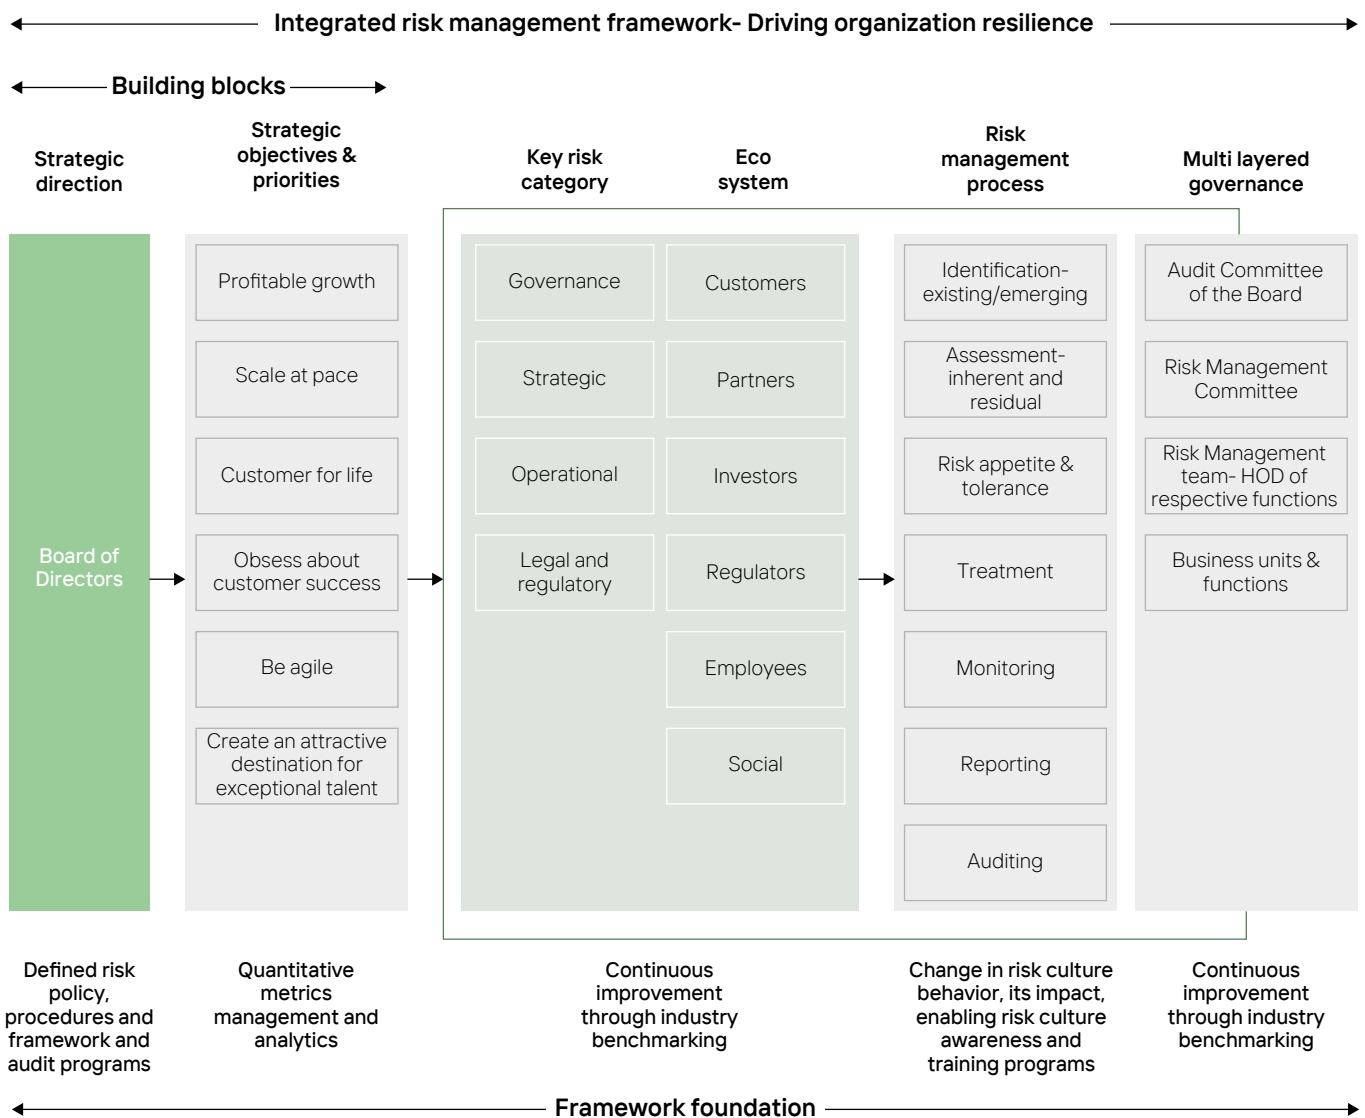 Integrated risk management framework- Driving organization resilience
Building blocks
Strategic
direction
Strategic
objectives &
priorities
Key risk
category
Eco
system
Risk
management
process
Multi layered
governance
Board of
Directors
Profitable growth
Scale at pace
Customer for life
Obsess about
customer success
Be agile
Create an attractive
destination for
exceptional talent
Governance
Strategic
Operational
Legal and
regulatory
Customers
Partners
Investors
Regulators
Employees
Social
Identification-
existing/emerging
Assessment-
inherent and
residual
Risk appetite &
tolerance
Treatment
Monitoring
Reporting
Auditing
Audit Committee
of the Board
Risk Management
Committee
Risk Management
team- HOD of
respective functions
Business units &
functions
Defined risk
policy,
procedures and
framework and
audit programs
Quantitative
metrics
management and
analytics
Continuous
improvement
through industry
benchmarking
Change in risk culture
behavior, its impact,
enabling risk culture
awareness and
training programs
Continuous
improvement
through industry
benchmarking
Framework foundation